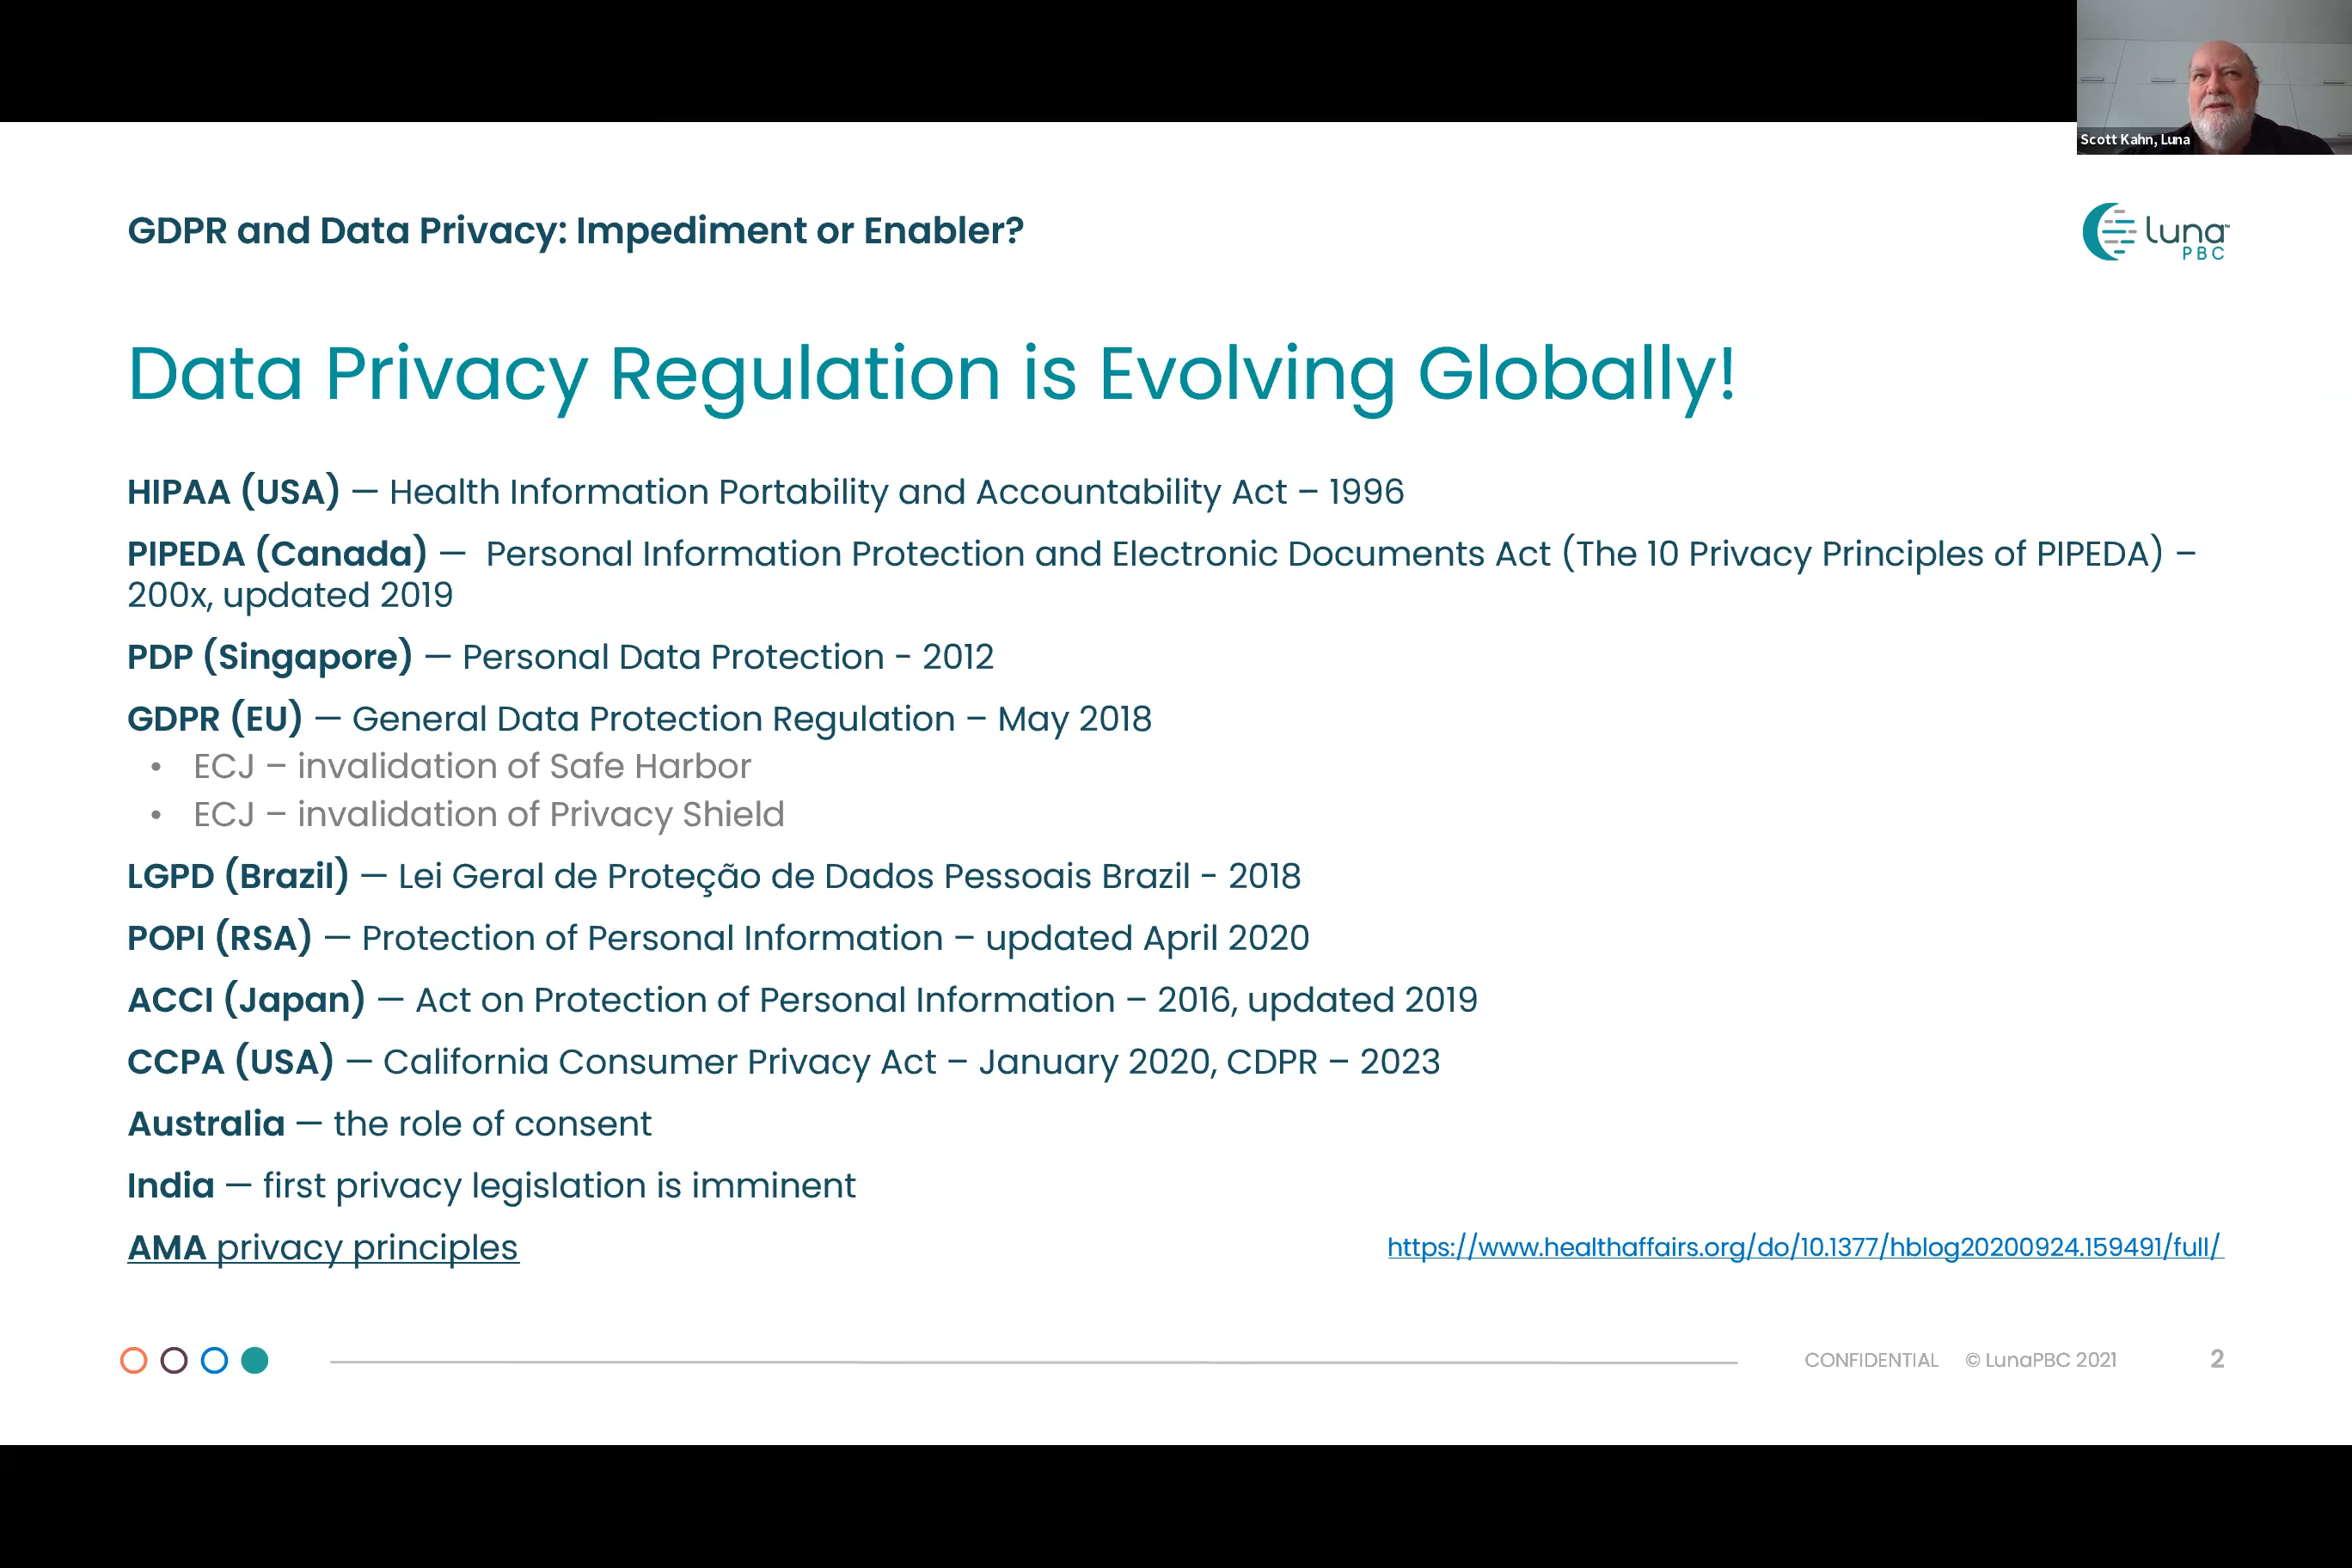 Scott Kahn, Luna
GDPR and Data Privacy: Impediment or Enabler?
luna™
PBC
Data Privacy Regulation is Evolving Globally!
HIPAA (USA) — Health Information Portability and Accountability Act – 1996
PIPEDA (Canada) — Personal Information Protection and Electronic Documents Act (The 10 Privacy Principles of PIPEDA) –
200x, updated 2019
PDP (Singapore) — Personal Data Protection - 2012
GDPR (EU) — General Data Protection Regulation – May 2018
• ECJ – invalidation of Safe Harbor
• ECJ – invalidation of Privacy Shield
LGPD (Brazil) — Lei Geral de Proteção de Dados Pessoais Brazil - 2018
POPI (RSA) — Protection of Personal Information – updated April 2020
ACCI (Japan) — Act on Protection of Personal Information – 2016, updated 2019
CCPA (USA) — California Consumer Privacy Act – January 2020, CDPR – 2023
Australia — the role of consent
India — first privacy legislation is imminent
AMA privacy principles
https://www.healthaffairs.org/do/10.1377/hblog20200924.159491/full/
CONFIDENTIAL © LunaPBC 2021 2